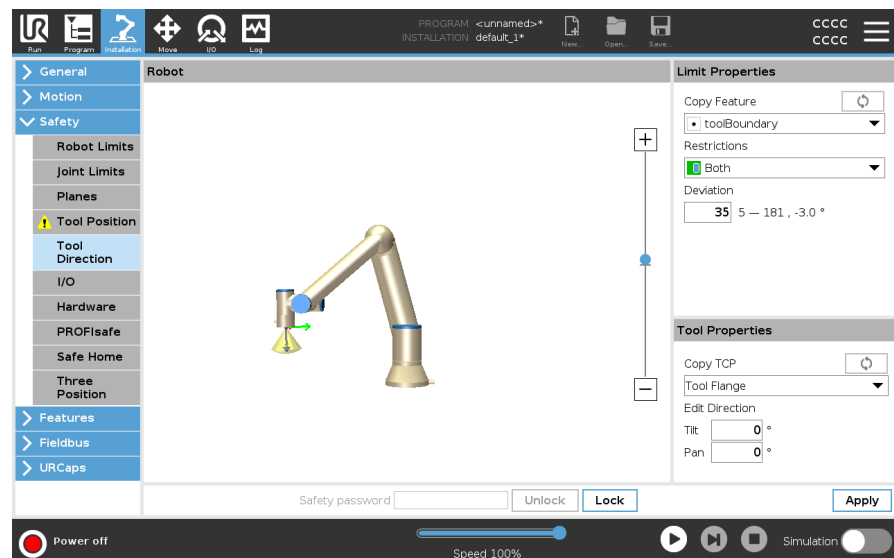 PROGRAM <unnamed>*
INSTALLATION default_1*
New...
Open...
Save...
CCCC
CCCC
Run
Program
Installation
Move
I/O
Log
General
Motion
Safety
Robot Limits
Joint Limits
Planes
Tool Position
Tool
Direction
I/O
Hardware
PROFIsafe
Safe Home
Three
Position
Features
Fieldbus
URCaps
Robot
Limit Properties
Copy Feature
toolBoundary
Restrictions
Both
Deviation
35 5 — 181 , -3.0 °
Tool Properties
Copy TCP
Tool Flange
Edit Direction
Tilt 0 °
Pan 0 °
Safety password
Unlock
Lock
Apply
Power off
Speed 100%
Simulation